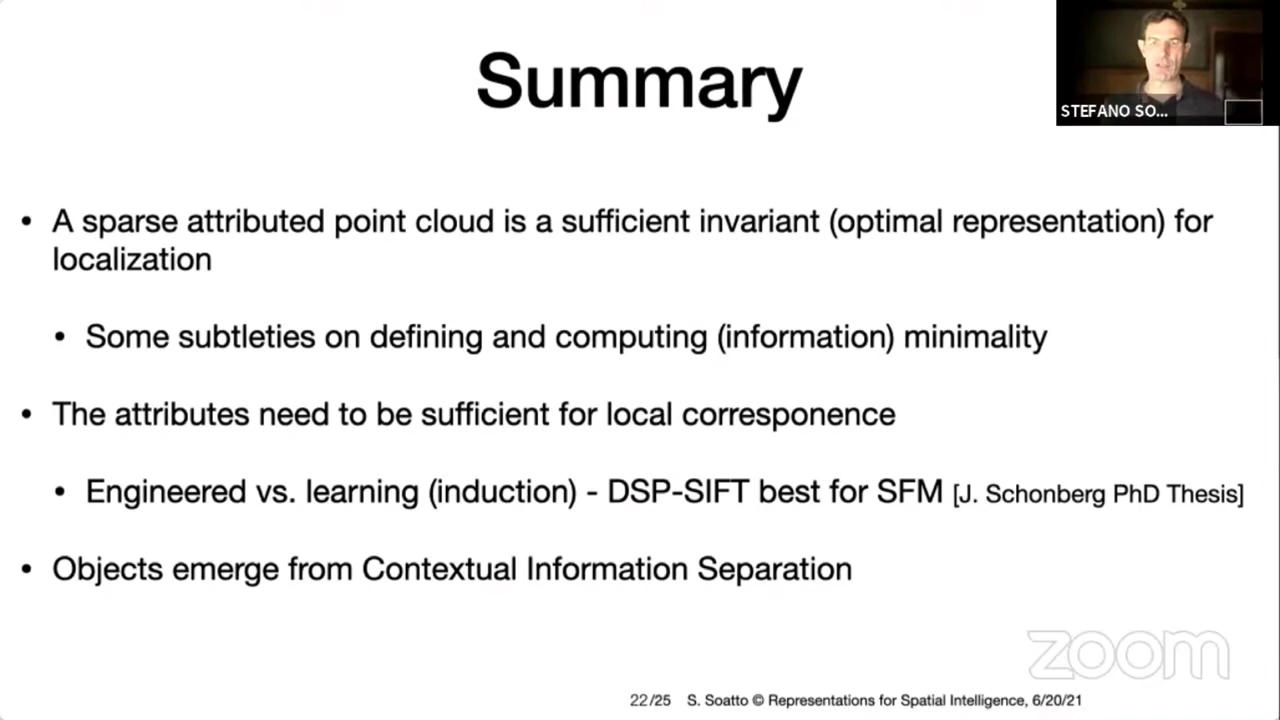 Summary
STEFANO SO...
• A sparse attributed point cloud is a sufficient invariant (optimal representation) for
localization
• Some subtleties on defining and computing (information) minimality
• The attributes need to be sufficient for local corresponence
• Engineered vs. learning (induction) - DSP-SIFT best for SFM [J. Schonberg PhD Thesis]
• Objects emerge from Contextual Information Separation
zoom
22/25 S. Soatto © Representations for Spatial Intelligence, 6/20/21